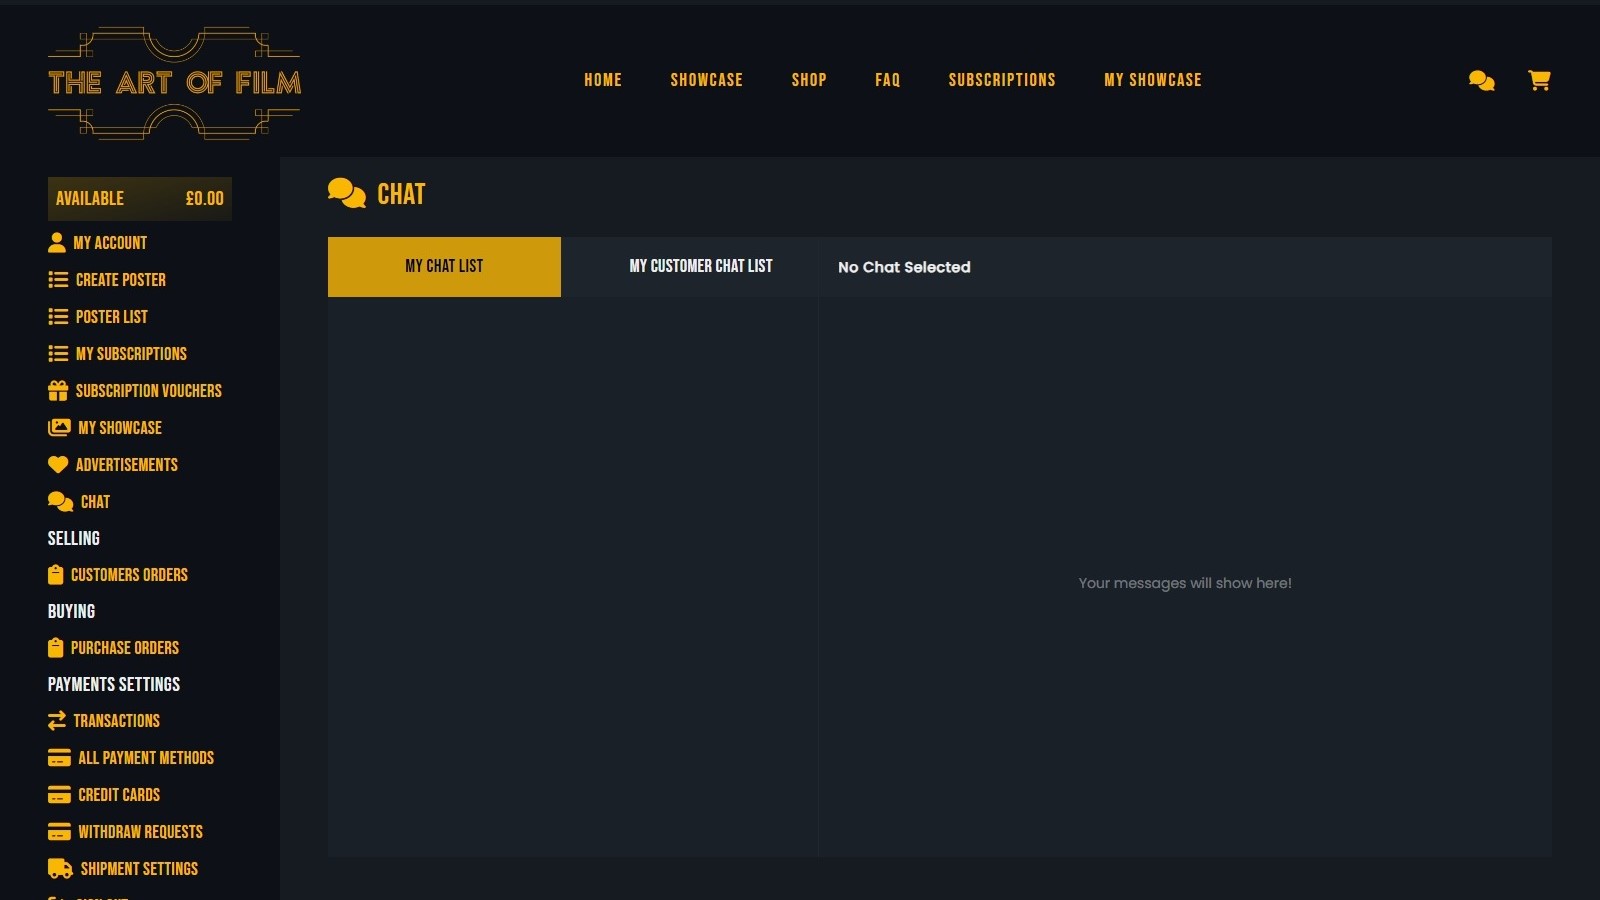 THE ART OF FILM
HOME SHOWCASE SHOP FAQ SUBSCRIPTIONS MY SHOWCASE
AVAILABLE £0.00
MY ACCOUNT
CREATE POSTER
POSTER LIST
MY SUBSCRIPTIONS
SUBSCRIPTION VOUCHERS
MY SHOWCASE
ADVERTISEMENTS
CHAT
SELLING
CUSTOMERS ORDERS
BUYING
PURCHASE ORDERS
PAYMENTS SETTINGS
TRANSACTIONS
ALL PAYMENT METHODS
CREDIT CARDS
WITHDRAW REQUESTS
SHIPMENT SETTINGS
CHAT
MY CHAT LIST MY CUSTOMER CHAT LIST No Chat Selected
Your messages will show here!